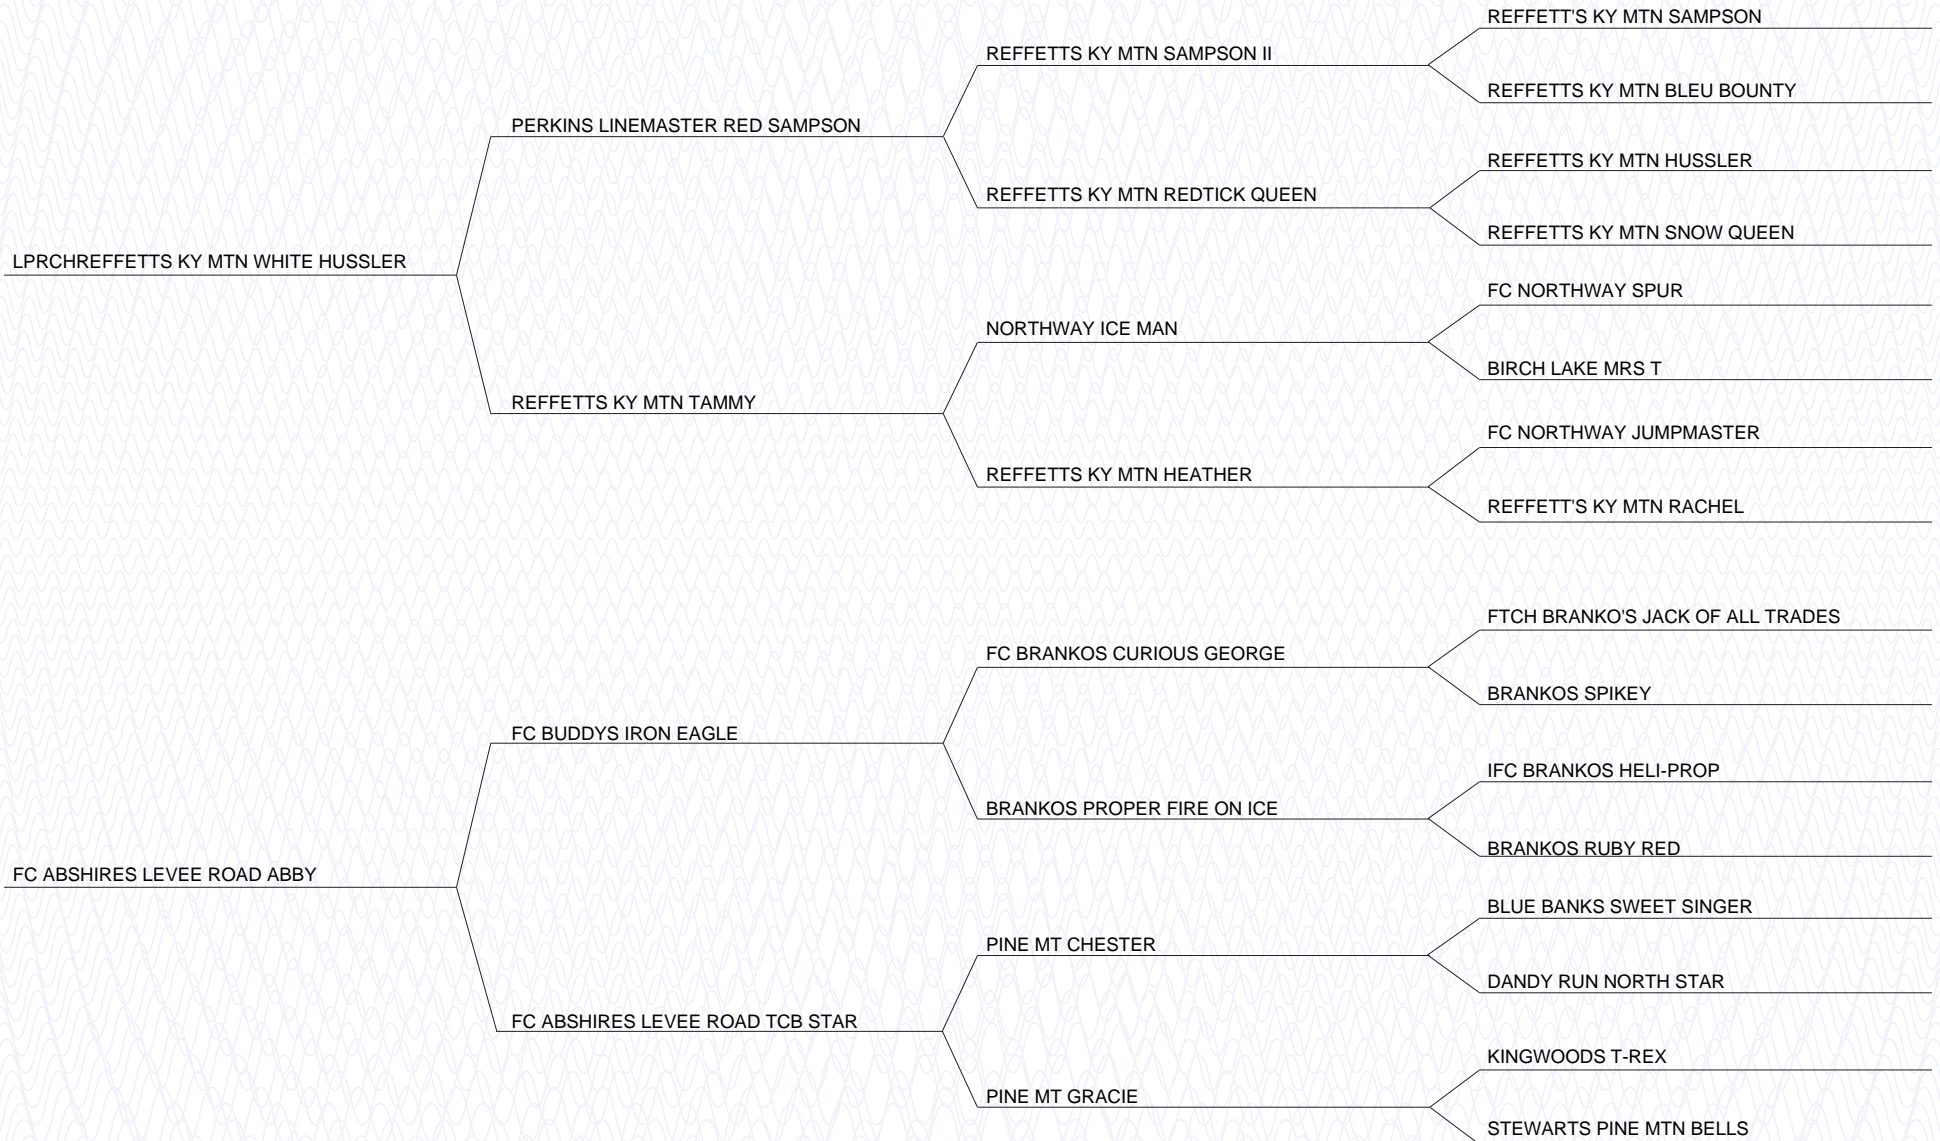 REFFETT'S KY MTN SAMPSON
REFFETTS KY MTN SAMPSON II
REFFETTS KY MTN BLEU BOUNTY
PERKINS LINEMASTER RED SAMPSON
REFFETTS KY MTN HUSSLER
REFFETTS KY MTN REDTICK QUEEN
REFFETTS KY MTN SNOW QUEEN
LPRCHREFFETTS KY MTN WHITE HUSSLER
FC NORTHWAY SPUR
NORTHWAY ICE MAN
BIRCH LAKE MRS T
REFFETTS KY MTN TAMMY
FC NORTHWAY JUMPMASTER
REFFETTS KY MTN HEATHER
REFFETT'S KY MTN RACHEL
FTCH BRANKO'S JACK OF ALL TRADES
FC BRANKOS CURIOUS GEORGE
BRANKOS SPIKEY
FC BUDDYS IRON EAGLE
IFC BRANKOS HELI-PROP
BRANKOS PROPER FIRE ON ICE
BRANKOS RUBY RED
FC ABSHIRES LEVEE ROAD ABBY
BLUE BANKS SWEET SINGER
PINE MT CHESTER
DANDY RUN NORTH STAR
FC ABSHIRES LEVEE ROAD TCB STAR
KINGWOODS T-REX
PINE MT GRACIE
STEWARTS PINE MTN BELLS